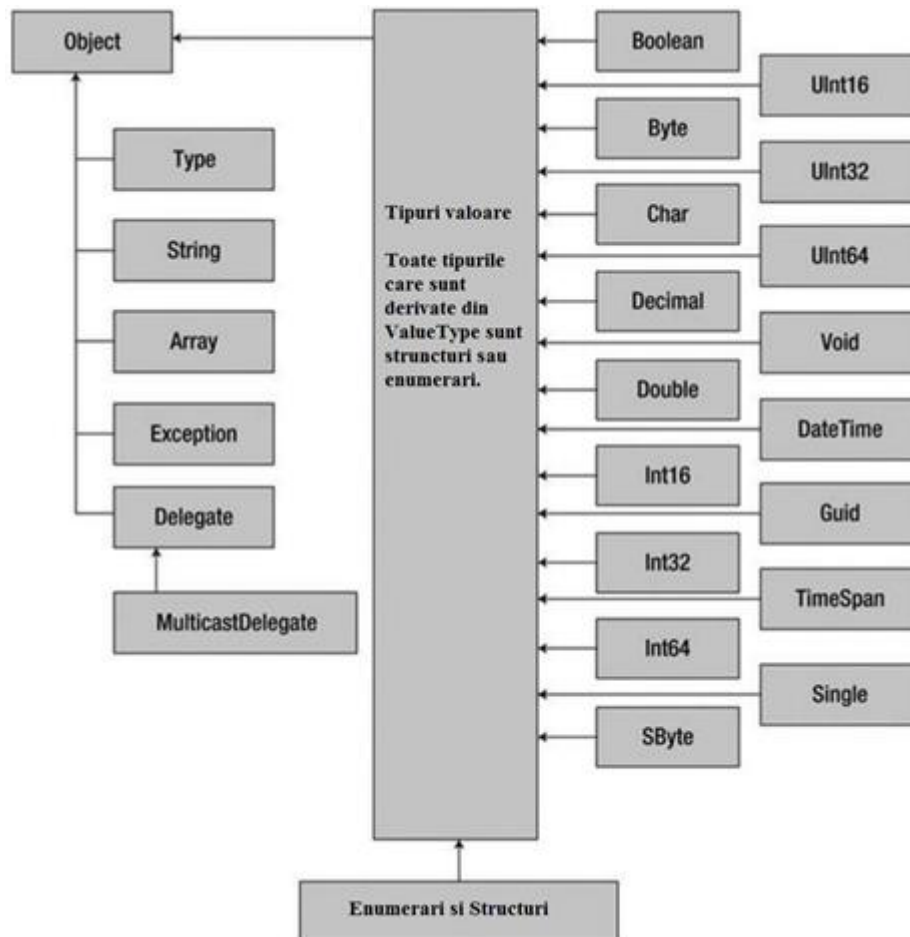 Object
Type
String
Array
Exception
Delegate
MulticastDelegate
Tipuri valoare
Toate tipurile
care sunt
derivate din
ValueType sunt
struncturi sau
enumerari.
Boolean
UInt16
Byte
UInt32
Char
UInt64
Decimal
Void
Double
DateTime
Int16
Guid
Int32
TimeSpan
Int64
Single
SByte
Enumerari si Structuri